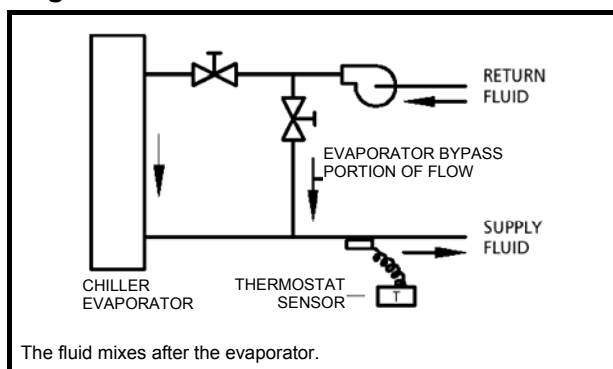 RETURN
FLUID
EVAPORATOR BYPASS
PORTION OF FLOW
SUPPLY
FLUID
CHILLER
EVAPORATOR
THERMOSTAT
SENSOR
T
The fluid mixes after the evaporator.